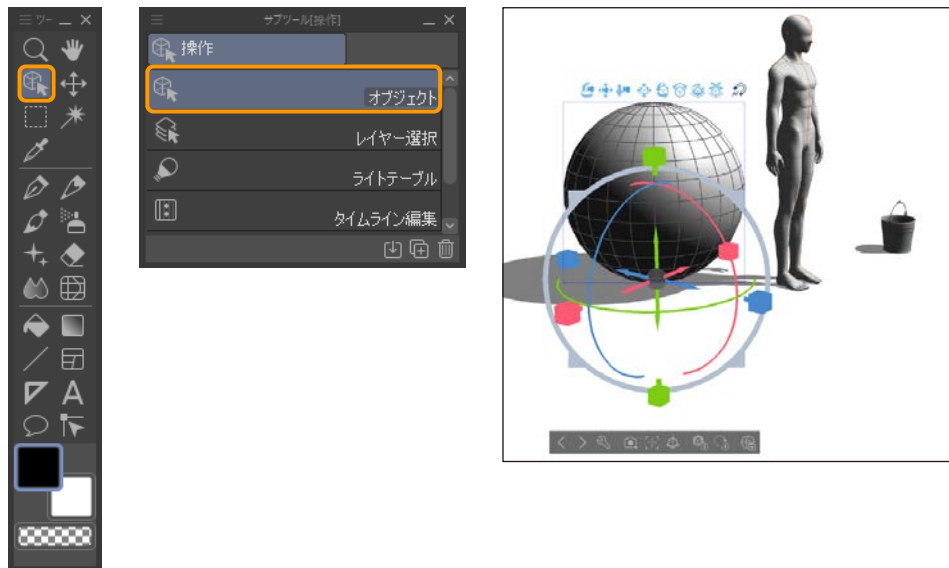 ツー
サブツール[操作]
操作
オブジェクト
レイヤー選択
ライトテーブル
タイムライン編集